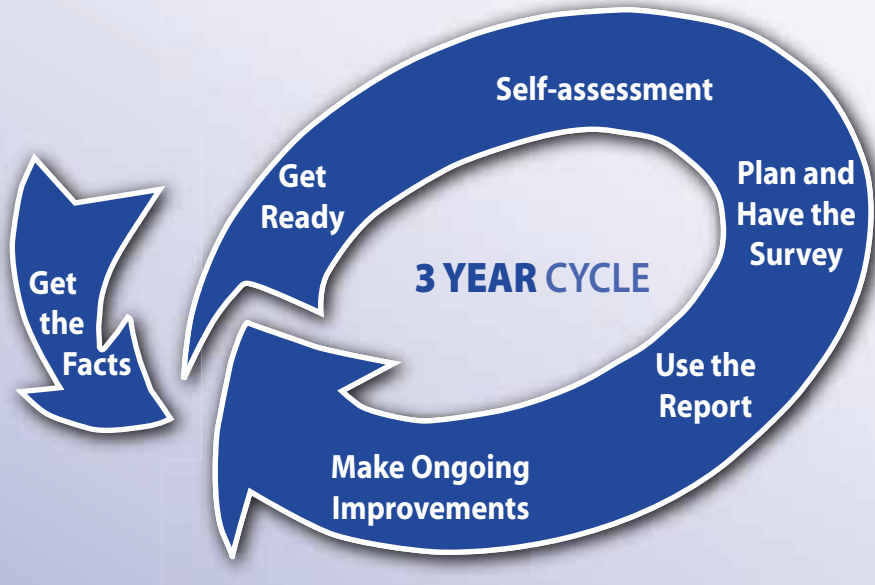 Get
the
Facts
Get
Ready
Self-assessment
Plan and
Have the
Survey
Use the
Report
Make Ongoing
Improvements
3 YEAR CYCLE